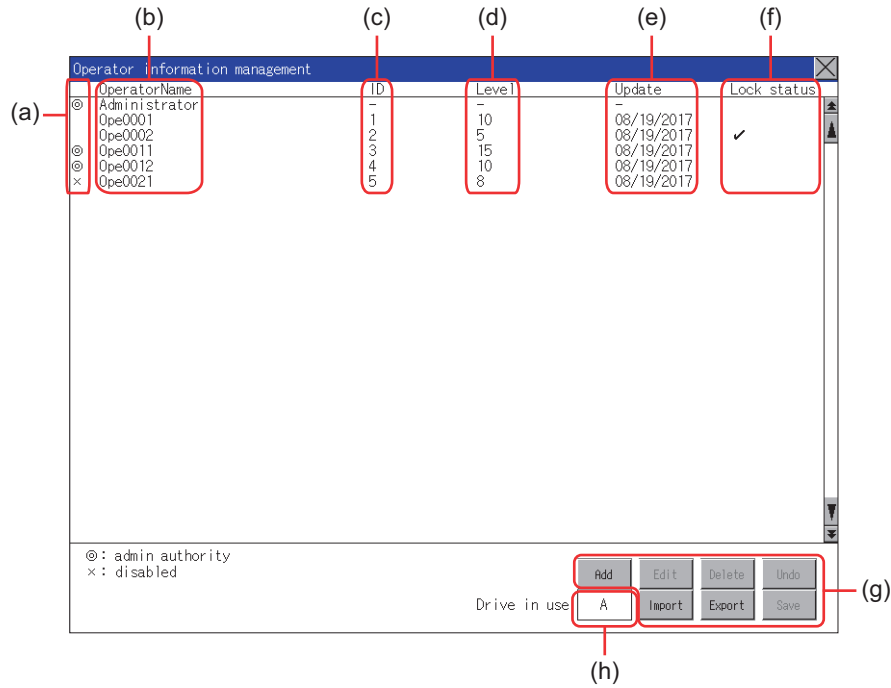 (b) (c) (d) (e) (f)
Operator information management
OperatorName ID Level Update Lock status
(a)
◎ Administrator - - -
Ope0001 1 10 08/19/2017
Ope0002 2 5 08/19/2017 ✓
◎ Ope0011 3 15 08/19/2017
◎ Ope0012 4 10 08/19/2017
× Ope0021 5 8 08/19/2017
◎: admin authority
×: disabled
Add Edit Delete Undo
(g)
Drive in use A Import Export Save
(h)